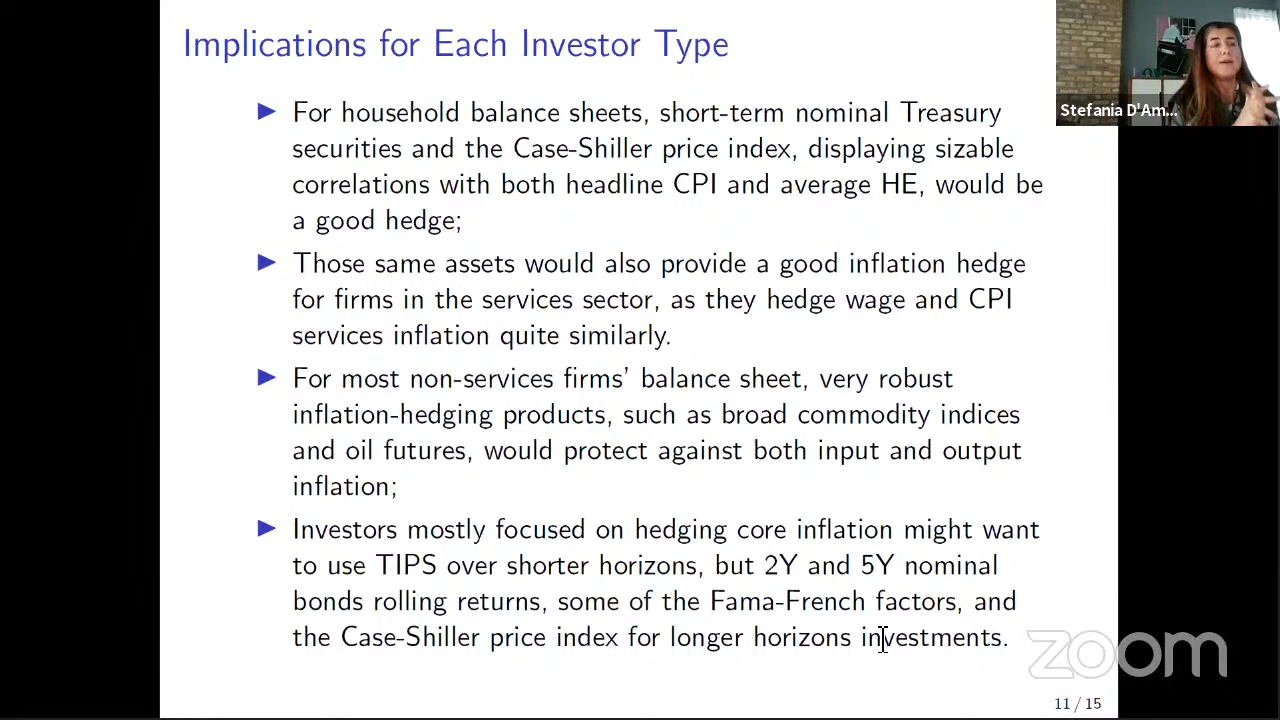 Implications for Each Investor Type
▶ For household balance sheets, short-term nominal Treasury
securities and the Case-Shiller price index, displaying sizable
correlations with both headline CPI and average HE, would be
a good hedge;
▶ Those same assets would also provide a good inflation hedge
for firms in the services sector, as they hedge wage and CPI
services inflation quite similarly.
▶ For most non-services firms' balance sheet, very robust
inflation-hedging products, such as broad commodity indices
and oil futures, would protect against both input and output
inflation;
▶ Investors mostly focused on hedging core inflation might want
to use TIPS over shorter horizons, but 2Y and 5Y nominal
bonds rolling returns, some of the Fama-French factors, and
the Case-Shiller price index for longer horizons investments.
11 / 15
Stefania D'Am...
zoom